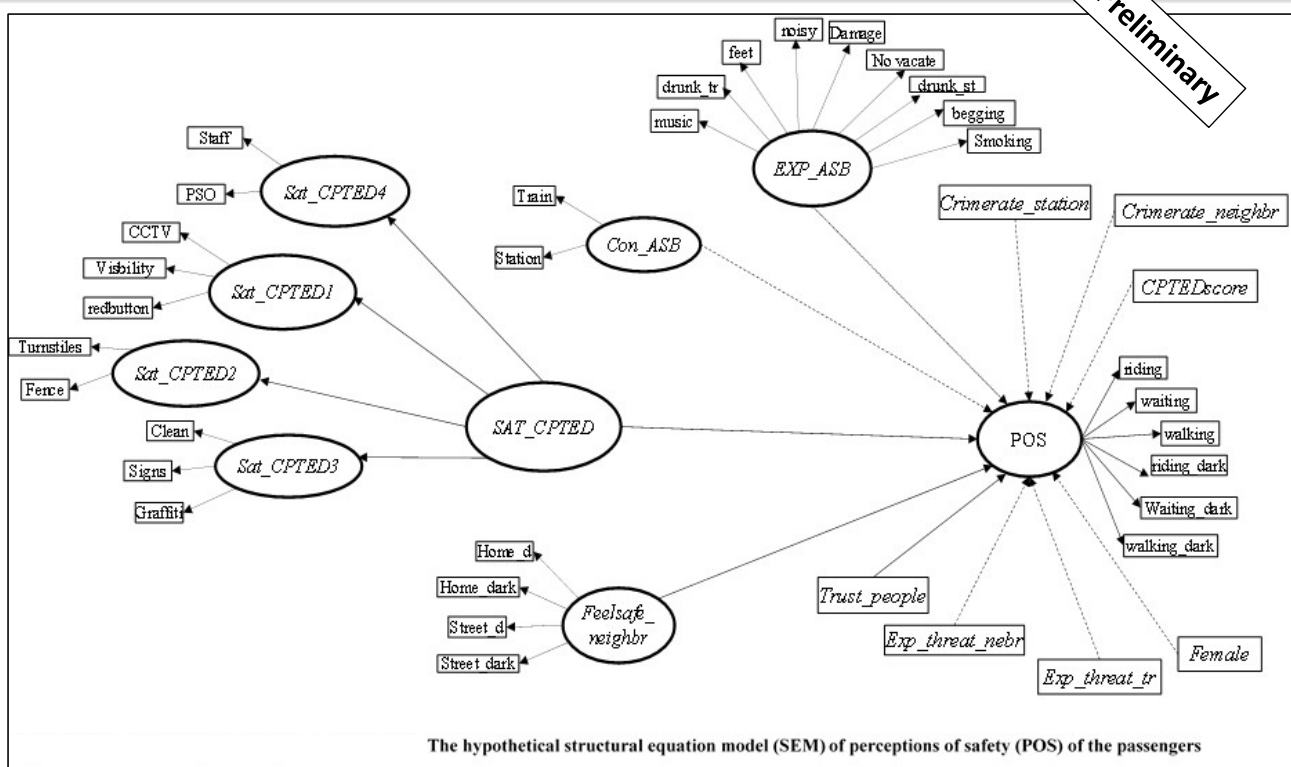 Preliminary
noisy
Damage
feet
No vacate
drunk_tr
drunk_st
music
begging
Smoking
EXP_ASB
Staff
PSO
Sat_CPTED4
Train
Station
Con_ASB
Crimerate_station
Crimerate_neighbr
CPTEDscore
CCTV
Visbility
redbutton
Sat_CPTED1
Turnstiles
Fence
Sat_CPTED2
Clean
Signs
Graffiti
Sat_CPTED3
SAT_CPTED
POS
riding
waiting
walking
riding_dark
Waiting_dark
walking_dark
Home_d
Home_dark
Street_d
Street_dark
Feelsafe_
neighbr
Trust_people
Exp_threat_nebr
Exp_threat_tr
Female
The hypothetical structural equation model (SEM) of perceptions of safety (POS) of the passengers